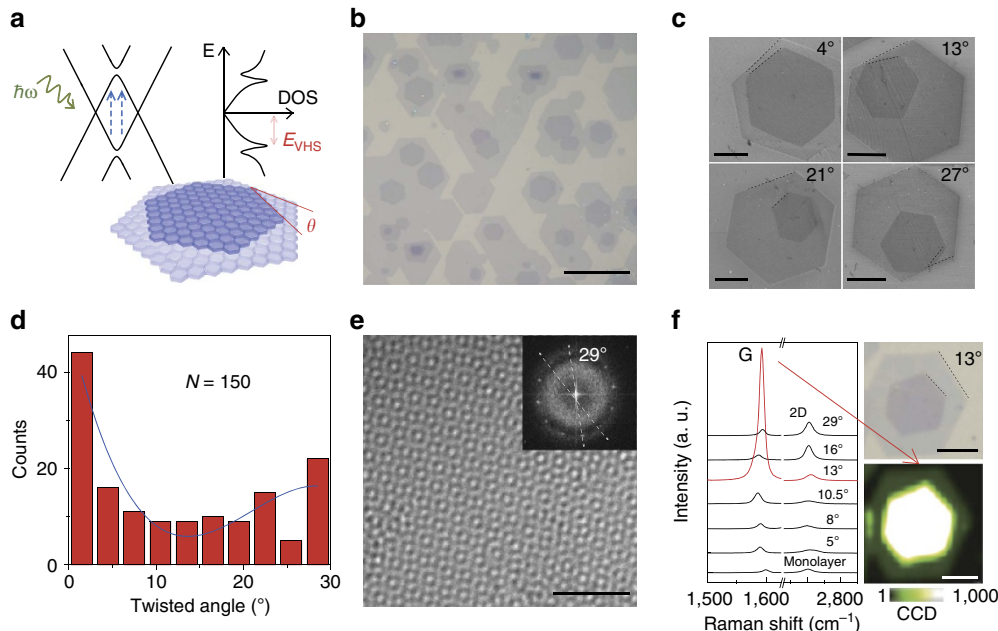 a
E
ħω
DOS
E_VHS
θ
b
c
4°
13°
21°
27°
d
40
20
0
N = 150
Counts
0 10 20 30
Twisted angle (°)
e
29°
f
G
2D
29°
16°
13°
10.5°
8°
5°
Monolayer
Intensity (a. u.)
1,500 1,600 2,800
Raman shift (cm⁻¹)
13°
1 1,000
CCD